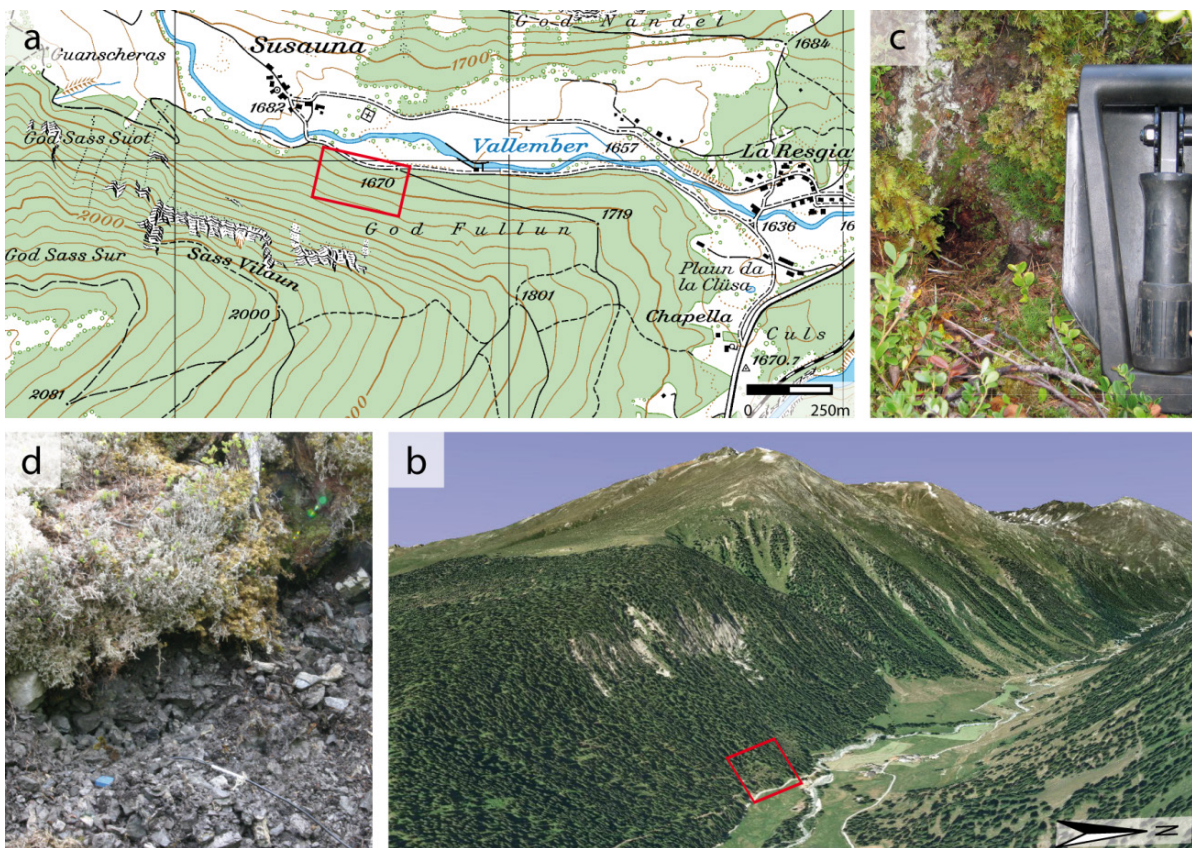 a
God Nandet
Guanscheras
Susauna
1684
1700
1682
God Sass Suot
Vallember
1657
La Resgia
1670
2000
1719
God Fullun
1636
16
God Sass Sur
Sass Vilaun
Plaun da
la Clüsa
1801
2000
Chapella
Culs
1670.7
2081
000
0 250m
c
d
b
N